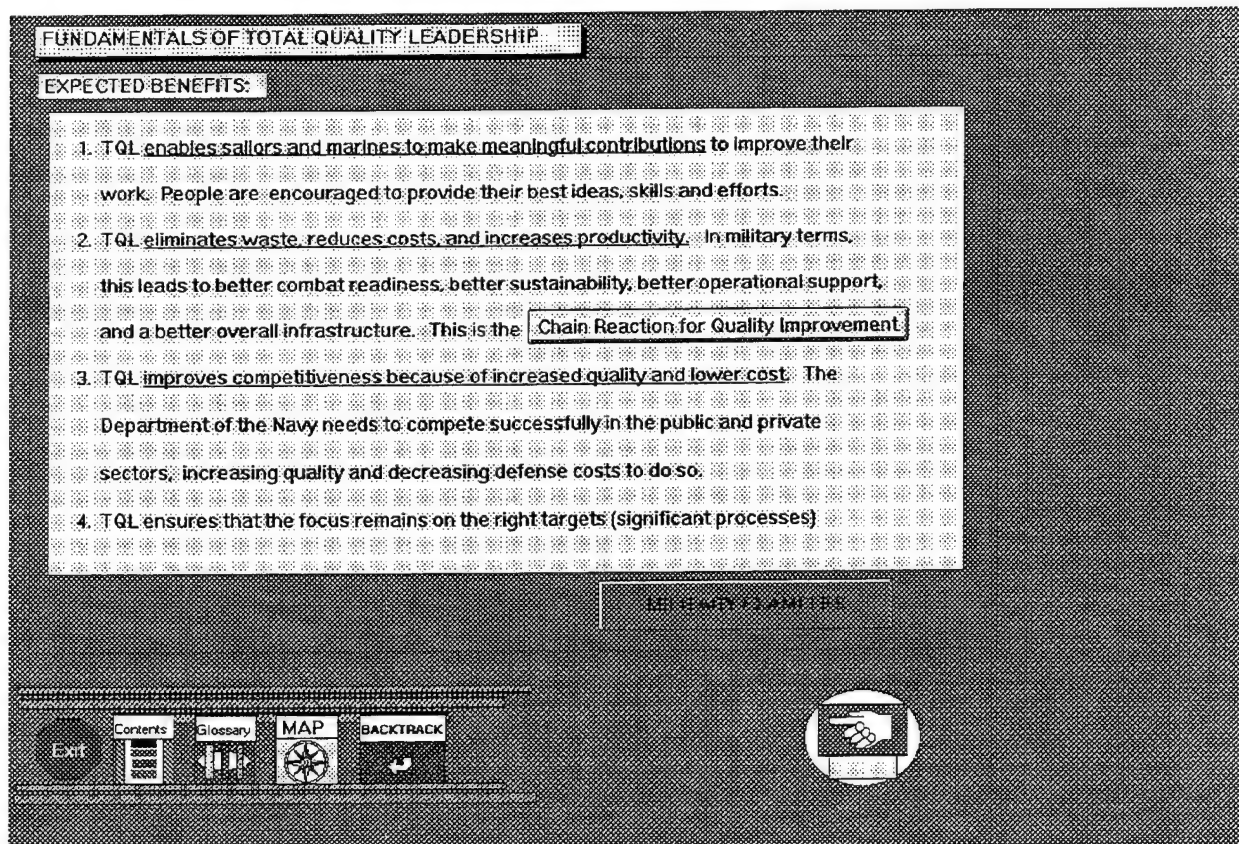 FUNDAMENTALS OF TOTAL QUALITY LEADERSHIP
EXPECTED BENEFITS:
1. TQL enables sailors and marines to make meaningful contributions to improve their
work. People are encouraged to provide their best ideas, skills and efforts.
2. TQL eliminates waste, reduces costs, and increases productivity. In military terms,
this leads to better combat readiness, better sustainability, better operational support,
and a better overall infrastructure. This is the Chain Reaction for Quality Improvement
3. TQL improves competitiveness because of increased quality and lower cost. The
Department of the Navy needs to compete successfully in the public and private
sectors, increasing quality and decreasing defense costs to do so.
4. TQL ensures that the focus remains on the right targets (significant processes)
Exit Contents Glossary MAP BACKTRACK